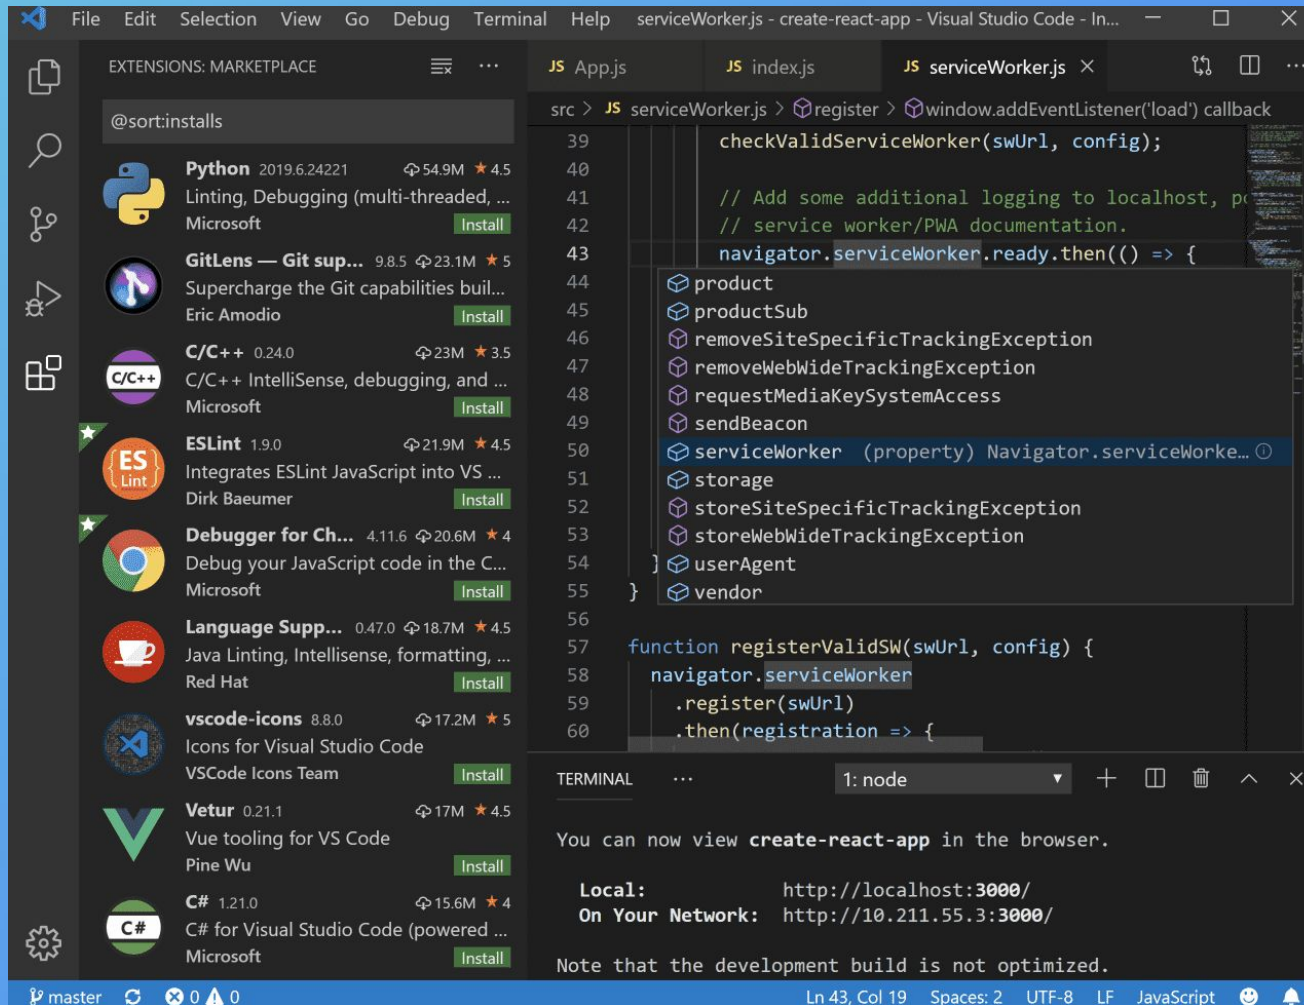 File Edit Selection View Go Debug Terminal Help serviceWorker.js - create-react-app - Visual Studio Code - In...
EXTENSIONS: MARKETPLACE
@sort:installs
Python 2019.6.24221 54.9M ★ 4.5
Linting, Debugging (multi-threaded, ...
Microsoft Install
GitLens — Git sup... 9.8.5 23.1M ★ 5
Supercharge the Git capabilities buil...
Eric Amodio Install
C/C++
C/C++ 0.24.0 23M ★ 3.5
C/C++ IntelliSense, debugging, and ...
Microsoft Install
ES
Lint
ESLint 1.9.0 21.9M ★ 4.5
Integrates ESLint JavaScript into VS ...
Dirk Baeumer Install
Debugger for Ch... 4.11.6 20.6M ★ 4
Debug your JavaScript code in the C...
Microsoft Install
Language Supp... 0.47.0 18.7M ★ 4.5
Java Linting, Intellisense, formatting, ...
Red Hat Install
vscode-icons 8.8.0 17.2M ★ 5
Icons for Visual Studio Code
VSCode Icons Team Install
Vetur 0.21.1 17M ★ 4.5
Vue tooling for VS Code
Pine Wu Install
C#
C# 1.21.0 15.6M ★ 4
C# for Visual Studio Code (powered ...
Microsoft Install
JS App.js JS index.js JS serviceWorker.js
src > JS serviceWorker.js > register > window.addEventListener('load') callback
39 checkValidServiceWorker(swUrl, config);
40
41 // Add some additional logging to localhost, po
42 // service worker/PWA documentation.
43 navigator.serviceWorker.ready.then(() => {
44 product
45 productSub
46 removeSiteSpecificTrackingException
47 removeWebWideTrackingException
48 requestMediaKeySystemAccess
49 sendBeacon
50 serviceWorker (property) Navigator.serviceWorke...
51 storage
52 storeSiteSpecificTrackingException
53 storeWebWideTrackingException
54 } userAgent
55 } vendor
56
57 function registerValidSW(swUrl, config) {
58 navigator.serviceWorker
59 .register(swUrl)
60 .then(registration => {
TERMINAL ... 1: node
You can now view create-react-app in the browser.
Local: http://localhost:3000/
On Your Network: http://10.211.55.3:3000/
Note that the development build is not optimized.
master 0 0 Ln 43, Col 19 Spaces: 2 UTF-8 LF JavaScript